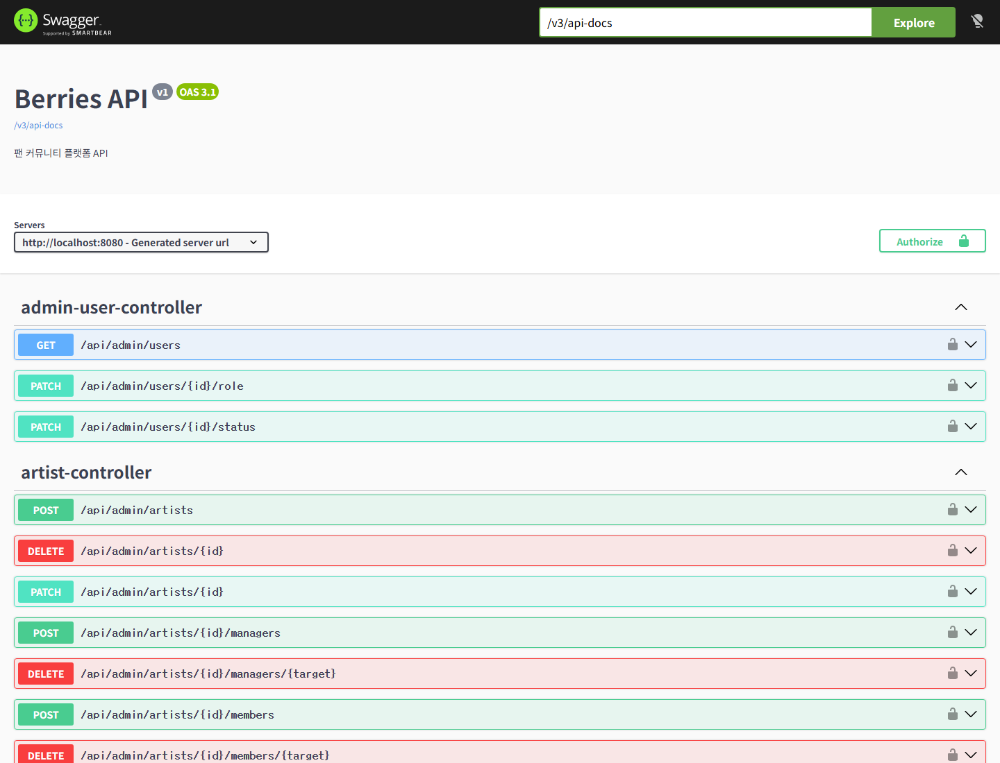 Swagger
Supported by SMARTBEAR
/v3/api-docs
Explore
Berries API v1 OAS 3.1
/v3/api-docs
팬 커뮤니티 플랫폼 API
Servers
http://localhost:8080 - Generated server url
Authorize
admin-user-controller
GET /api/admin/users
PATCH /api/admin/users/{id}/role
PATCH /api/admin/users/{id}/status
artist-controller
POST /api/admin/artists
DELETE /api/admin/artists/{id}
PATCH /api/admin/artists/{id}
POST /api/admin/artists/{id}/managers
DELETE /api/admin/artists/{id}/managers/{target}
POST /api/admin/artists/{id}/members
DELETE /api/admin/artists/{id}/members/{target}